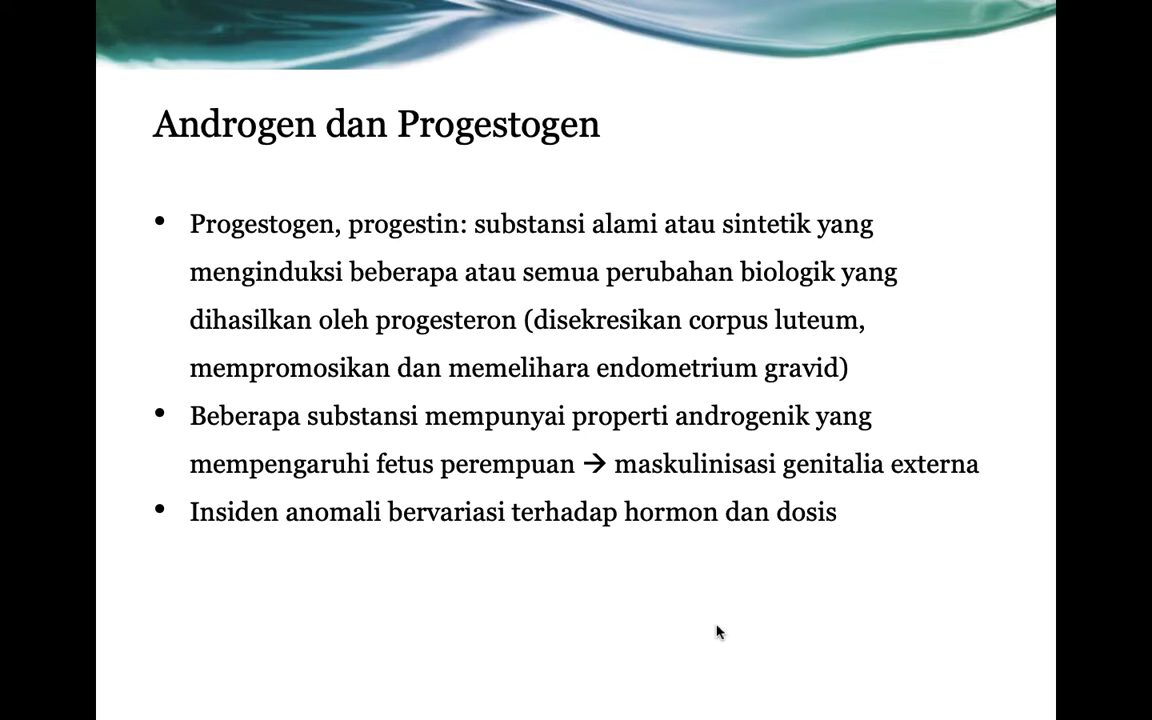 Androgen dan Progestogen
• Progestogen, progestin: substansi alami atau sintetik yang
menginduksi beberapa atau semua perubahan biologik yang
dihasilkan oleh progesteron (disekresikan corpus luteum,
mempromosikan dan memelihara endometrium gravid)
• Beberapa substansi mempunyai properti androgenik yang
mempengaruhi fetus perempuan → maskulinisasi genitalia externa
• Insiden anomali bervariasi terhadap hormon dan dosis